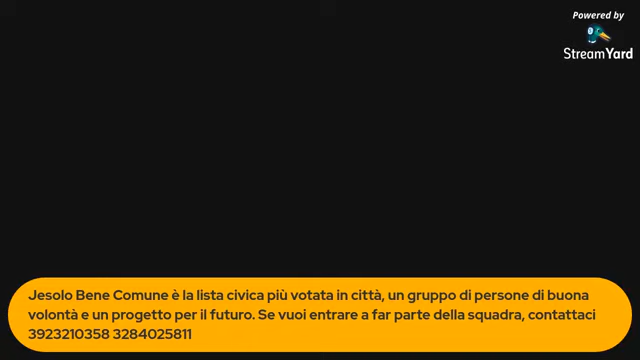 Powered by
StreamYard
Jesolo Bene Comune è la lista civica più votata in città, un gruppo di persone di buona
volontà e un progetto per il futuro. Se vuoi entrare a far parte della squadra, contattaci
3923210358 3284025811